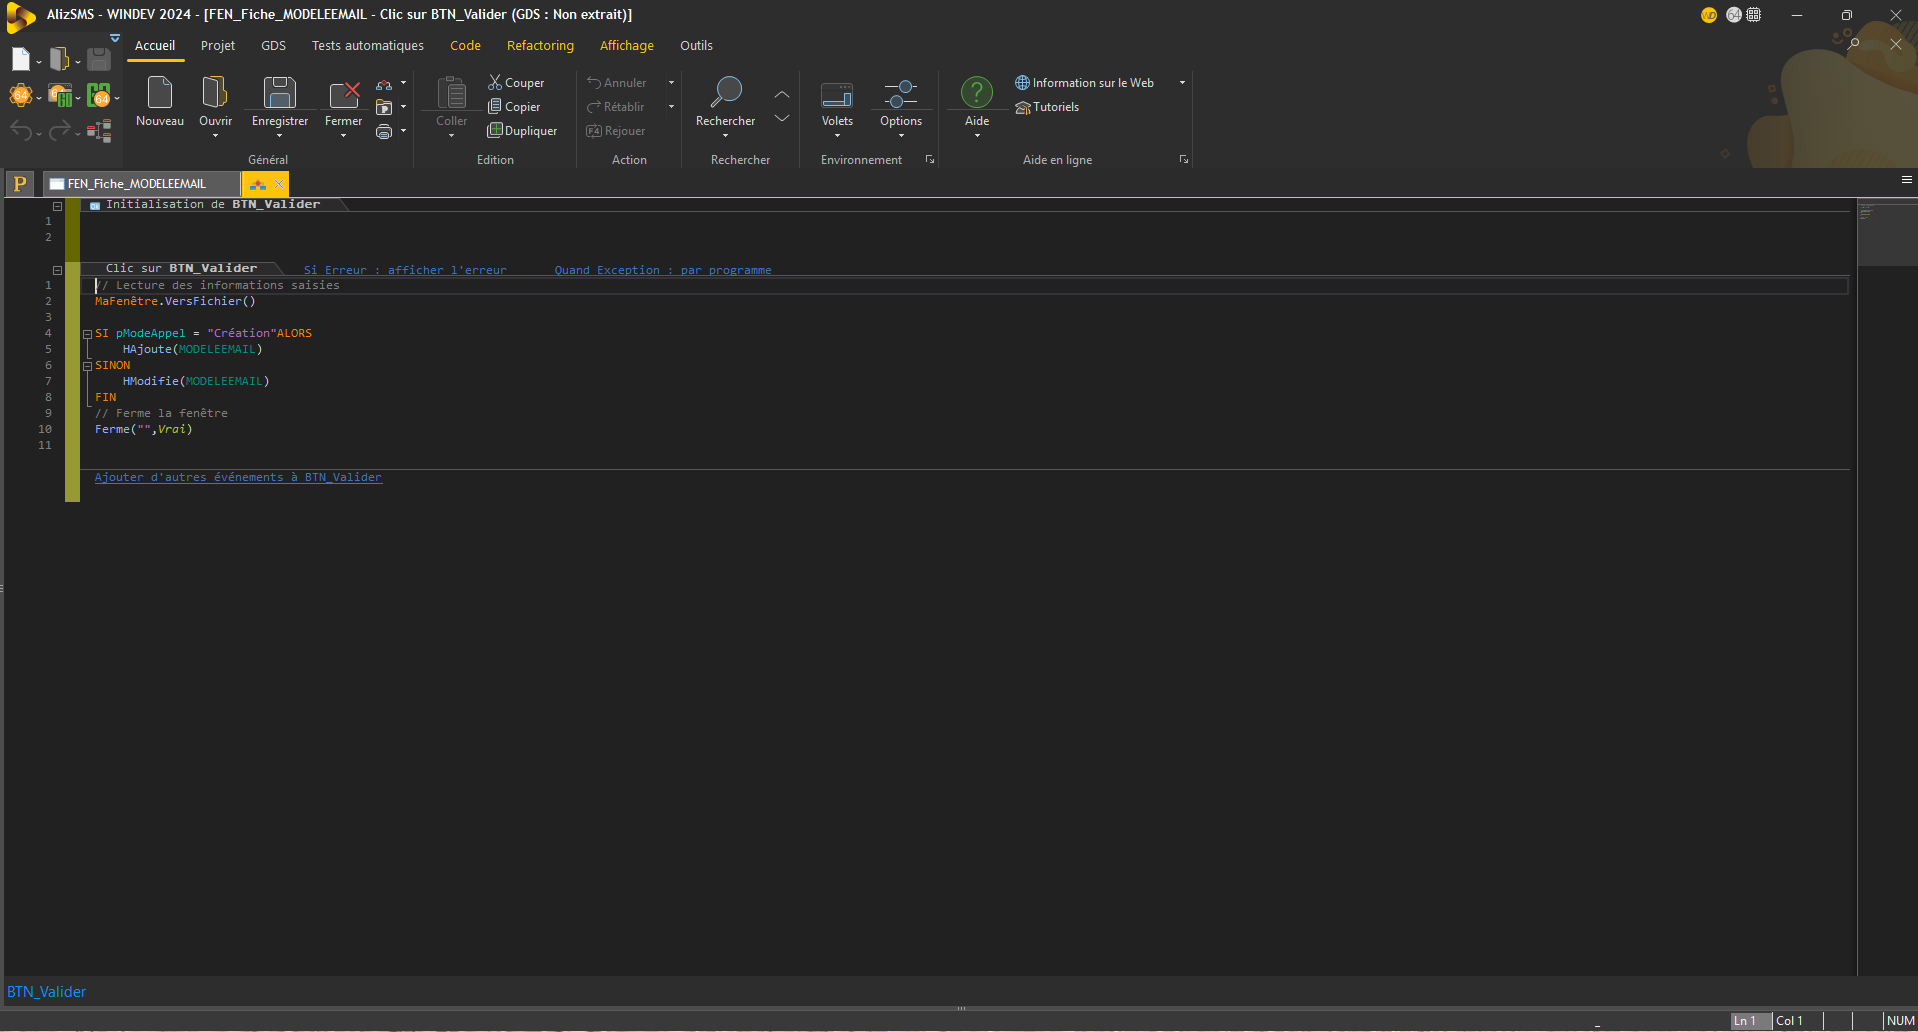 AlizSMS - WINDEV 2024 - [FEN_Fiche_MODELEEMAIL - Clic sur BTN_Valider (GDS : Non extrait)]
WD 64
Accueil Projet GDS Tests automatiques Code Refactoring Affichage Outils
Nouveau Ouvrir Enregistrer Fermer
Général
Coller Couper Copier Dupliquer
Edition
Annuler Rétablir F4 Rejouer
Action
Rechercher
Rechercher
Volets Options
Environnement
Aide Information sur le Web Tutoriels
Aide en ligne
P FEN_Fiche_MODELEEMAIL
Initialisation de BTN_Valider
1
2
Clic sur BTN_Valider Si Erreur : afficher l'erreur Quand Exception : par programme
1 // Lecture des informations saisies
2 MaFenêtre.VersFichier()
3
4 SI pModeAppel = "Création"ALORS
5 HAjoute(MODELEEMAIL)
6 SINON
7 HModifie(MODELEEMAIL)
8 FIN
9 // Ferme la fenêtre
10 Ferme("",Vrai)
11
Ajouter d'autres événements à BTN_Valider
BTN_Valider
Ln 1 Col 1 NUM